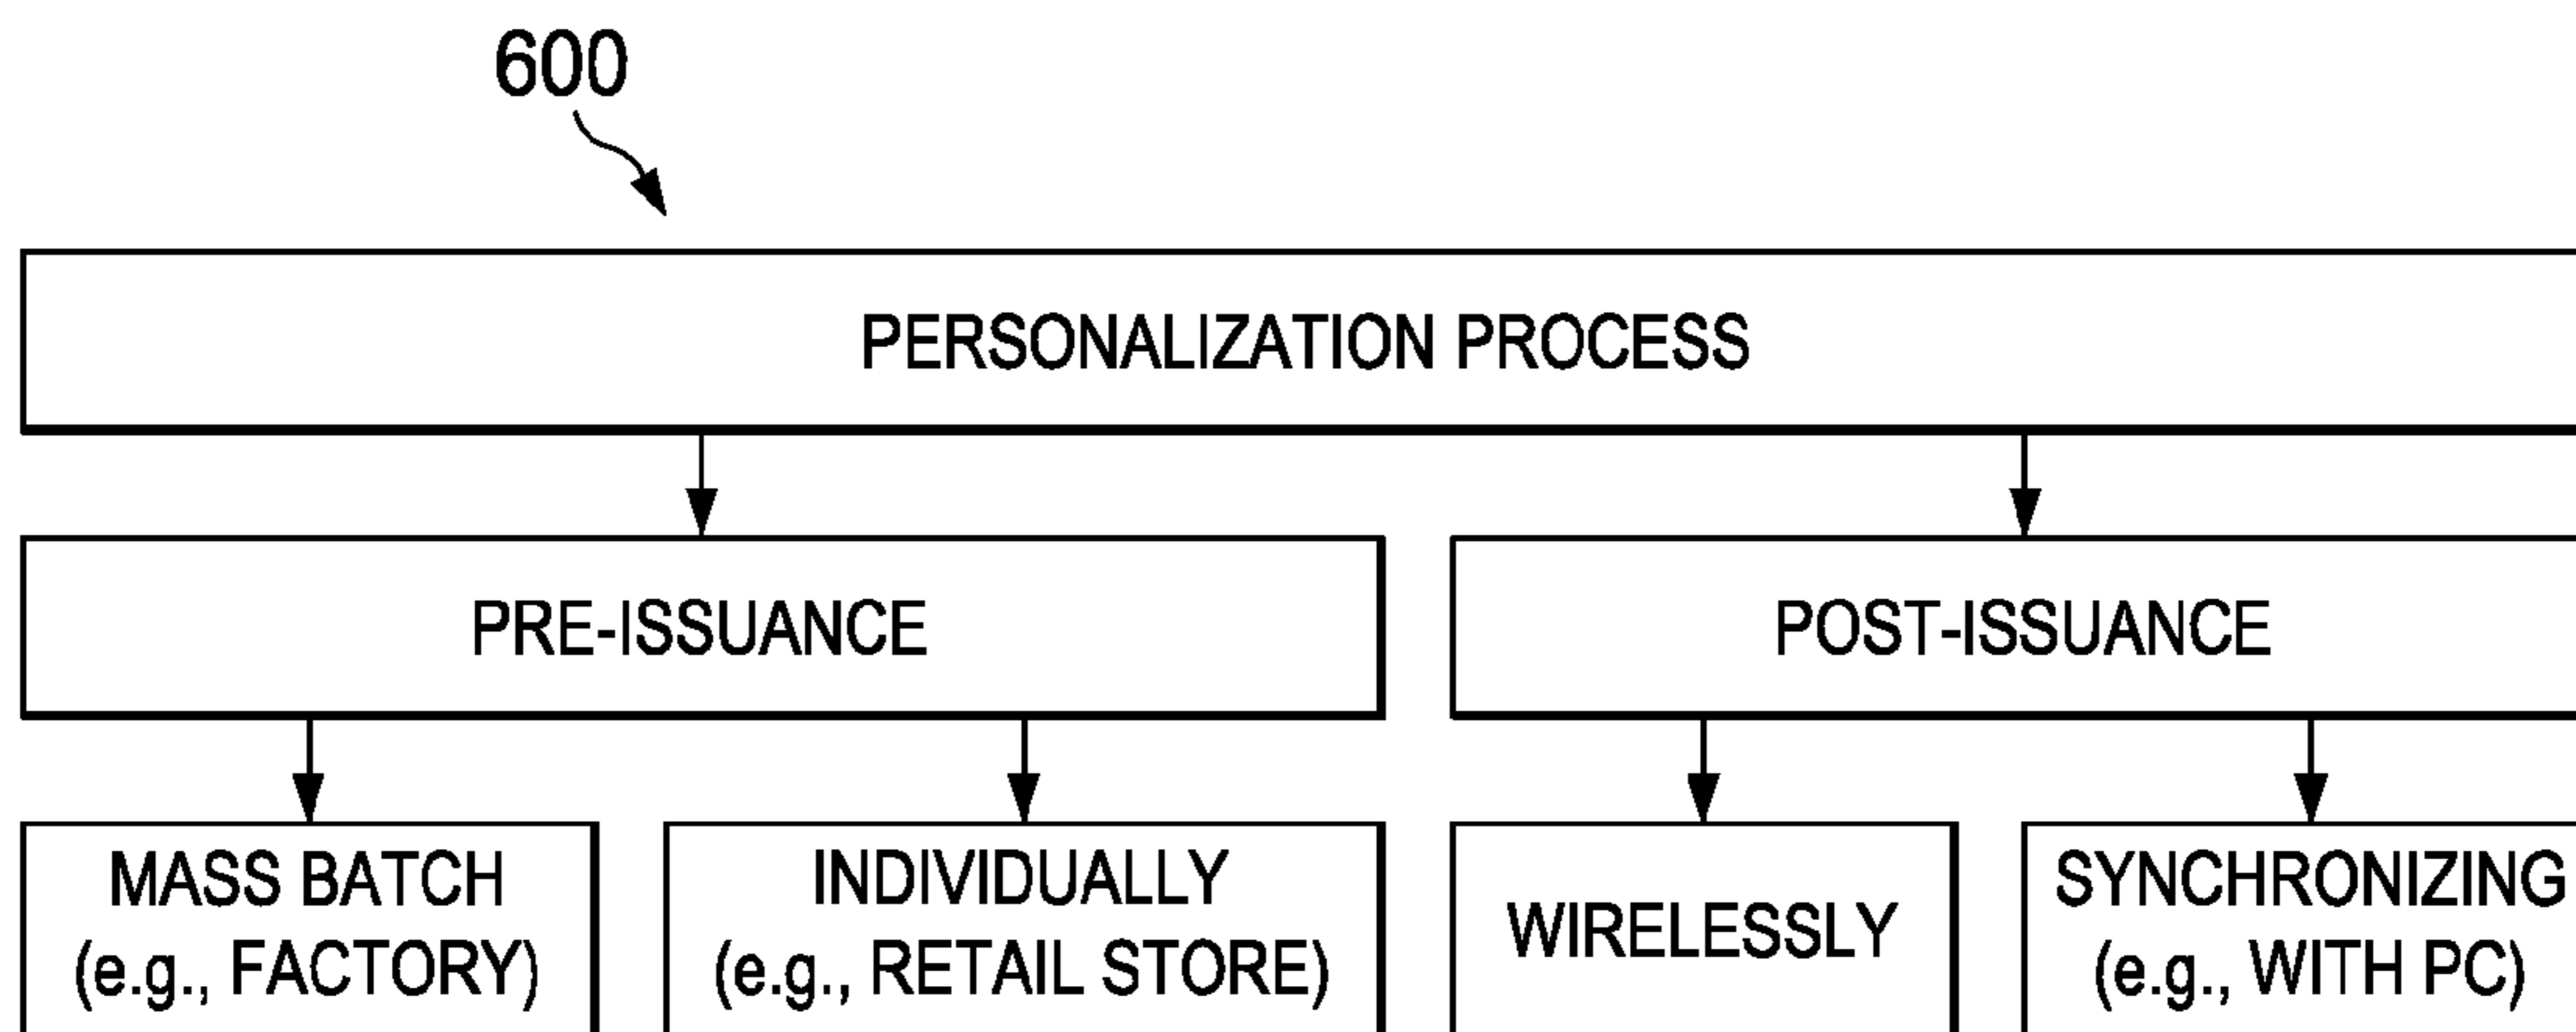 600
PERSONALIZATION PROCESS
PRE-ISSUANCE
POST-ISSUANCE
MASS BATCH
(e.g., FACTORY)
INDIVIDUALLY
(e.g., RETAIL STORE)
WIRELESSLY
SYNCHRONIZING
(e.g., WITH PC)